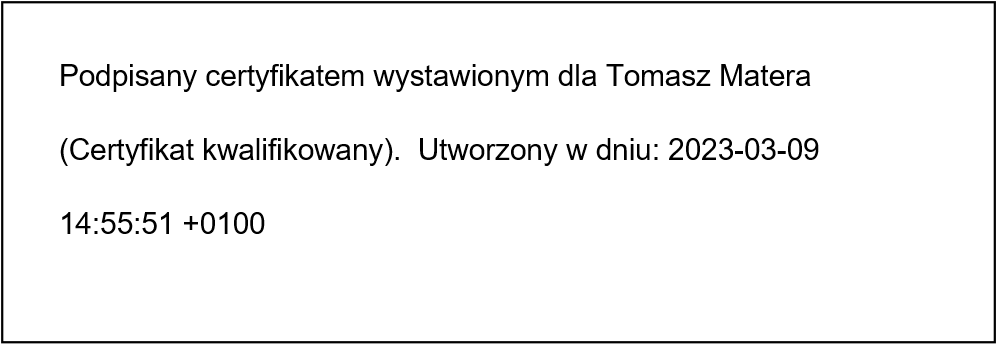 Podpisany certyfikatem wystawionym dla Tomasz Matera
(Certyfikat kwalifikowany).  Utworzony w dniu: 2023-03-09
14:55:51 +0100